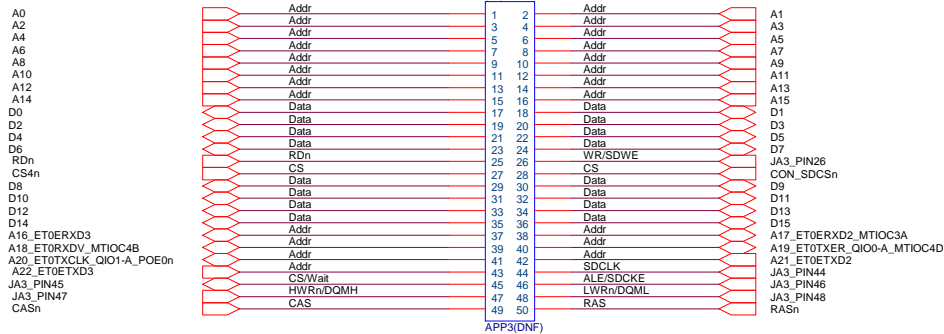 A0 Addr 1 2 Addr A1
A2 Addr 3 4 Addr A3
A4 Addr 5 6 Addr A5
A6 Addr 7 8 Addr A7
A8 Addr 9 10 Addr A9
A10 Addr 11 12 Addr A11
A12 Addr 13 14 Addr A13
A14 Addr 15 16 Addr A15
D0 Data 17 18 Data D1
D2 Data 19 20 Data D3
D4 Data 21 22 Data D5
D6 Data 23 24 Data D7
RDn RDn 25 26 WR/SDWE JA3_PIN26
CS4n CS 27 28 CS CON_SDCSn
D8 Data 29 30 Data D9
D10 Data 31 32 Data D11
D12 Data 33 34 Data D13
D14 Data 35 36 Data D15
A16_ET0ERXD3 Addr 37 38 Addr A17_ET0ERXD2_MTIOC3A
A18_ET0RXDV_MTIOC4B Addr 39 40 Addr A19_ET0TXER_QIO0-A_MTIOC4D
A20_ET0TXCLK_QIO1-A_POE0n Addr 41 42 Addr A21_ET0ETXD2
A22_ET0ETXD3 Addr 43 44 SDCLK JA3_PIN44
JA3_PIN45 CS/Wait 45 46 ALE/SDCKE JA3_PIN46
JA3_PIN47 HWRn/DQMH 47 48 LWRn/DQML JA3_PIN48
CASn CAS 49 50 RAS RASn
APP3(DNF)